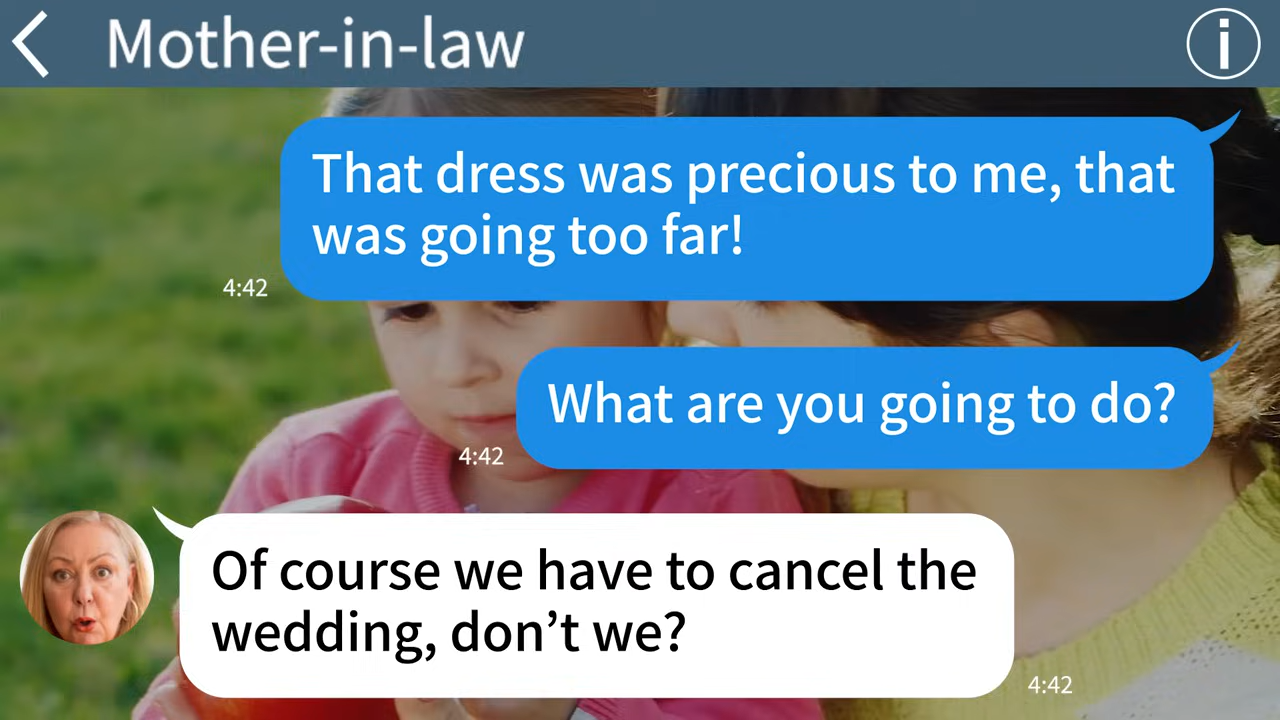 Mother-in-law
That dress was precious to me, that
was going too far!
4:42
What are you going to do?
4:42
Of course we have to cancel the
wedding, don’t we?
4:42